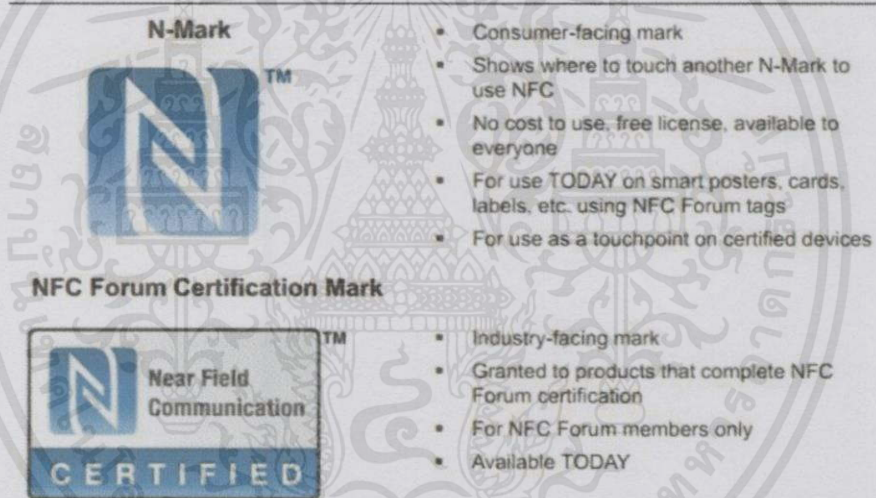 N-Mark
TM
▪ Consumer-facing mark
▪ Shows where to touch another N-Mark to
use NFC
▪ No cost to use, free license, available to
everyone
▪ For use TODAY on smart posters, cards,
labels, etc. using NFC Forum tags
▪ For use as a touchpoint on certified devices
NFC Forum Certification Mark
TM
Near Field
Communication
CERTIFIED
▪ Industry-facing mark
▪ Granted to products that complete NFC
Forum certification
▪ For NFC Forum members only
▪ Available TODAY